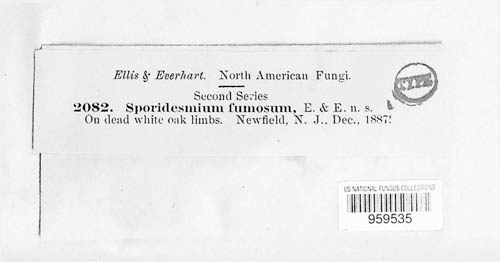 Ellis & Everhart. North American Fungi.
Second Series
2082. Sporidesmium fumosum, E. & E. n. s.
On dead white oak limbs. Newfield, N. J., Dec., 1887!
TYPE
US NATIONAL FUNGUS COLLECTIONS
959535